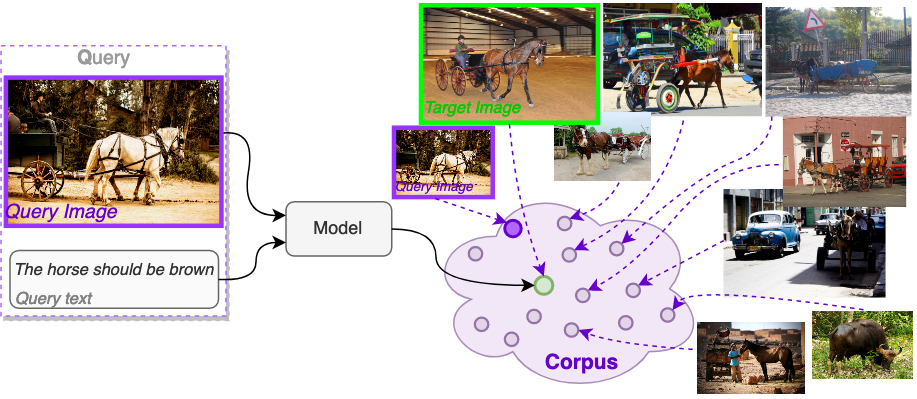 Query
Query Image
The horse should be brown
Query text
Model
Target Image
Query Image
Corpus